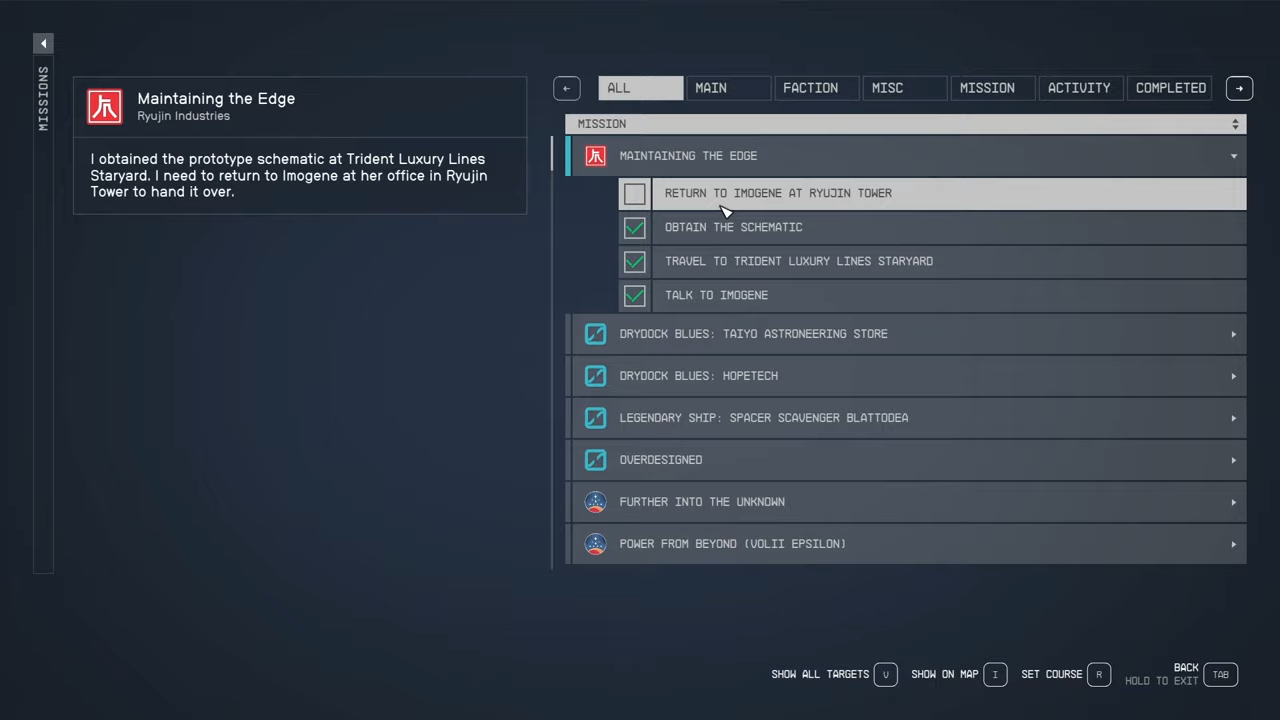 MISSIONS
Maintaining the Edge
Ryujin Industries
I obtained the prototype schematic at Trident Luxury Lines
Staryard. I need to return to Imogene at her office in Ryujin
Tower to hand it over.
ALL MAIN FACTION MISC MISSION ACTIVITY COMPLETED
MISSION
MAINTAINING THE EDGE
RETURN TO IMOGENE AT RYUJIN TOWER
OBTAIN THE SCHEMATIC
TRAVEL TO TRIDENT LUXURY LINES STARYARD
TALK TO IMOGENE
DRYDOCK BLUES: TAIYO ASTRONEERING STORE
DRYDOCK BLUES: HOPETECH
LEGENDARY SHIP: SPACER SCAVENGER BLATTODEA
OVERDESIGNED
FURTHER INTO THE UNKNOWN
POWER FROM BEYOND (VOLII EPSILON)
SHOW ALL TARGETS V SHOW ON MAP I SET COURSE R BACK TAB
HOLD TO EXIT